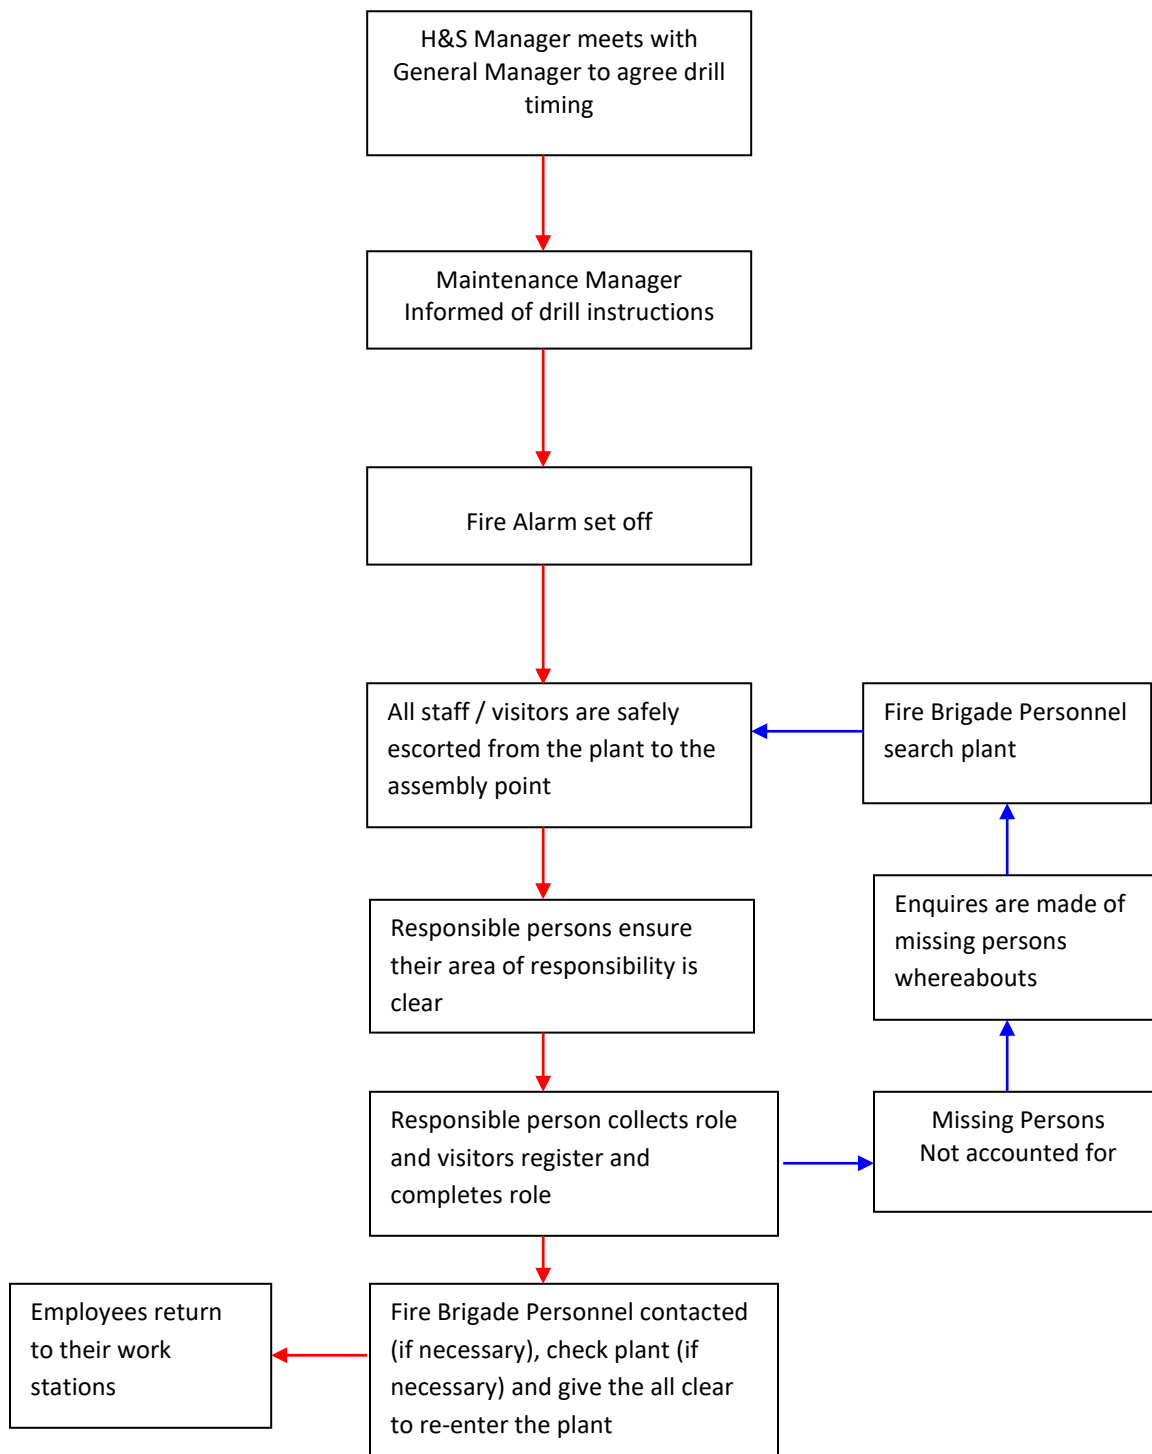 H&S Manager meets with
General Manager to agree drill
timing
Maintenance Manager
Informed of drill instructions
Fire Alarm set off
All staff / visitors are safely
escorted from the plant to the
assembly point
Fire Brigade Personnel
search plant
Responsible persons ensure
their area of responsibility is
clear
Enquires are made of
missing persons
whereabouts
Responsible person collects role
and visitors register and
completes role
Missing Persons
Not accounted for
Fire Brigade Personnel contacted
(if necessary), check plant (if
necessary) and give the all clear
to re-enter the plant
Employees return
to their work
stations